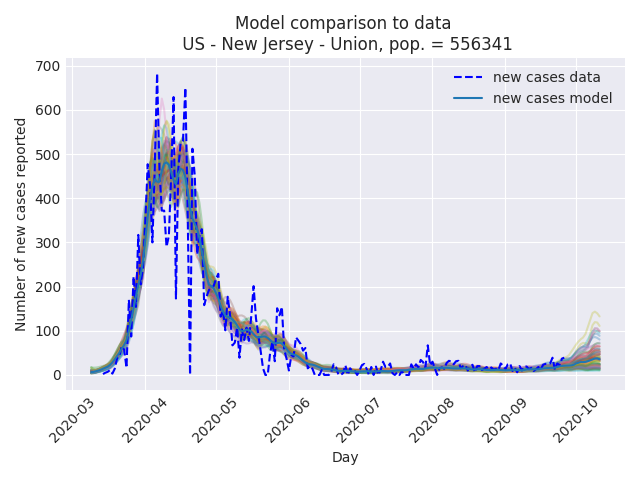 Model comparison to data
US - New Jersey - Union, pop. = 556341
700
600
500
400
300
200
100
0
Number of new cases reported
new cases data
new cases model
2020-03
2020-04
2020-05
2020-06
2020-07
2020-08
2020-09
2020-10
Day